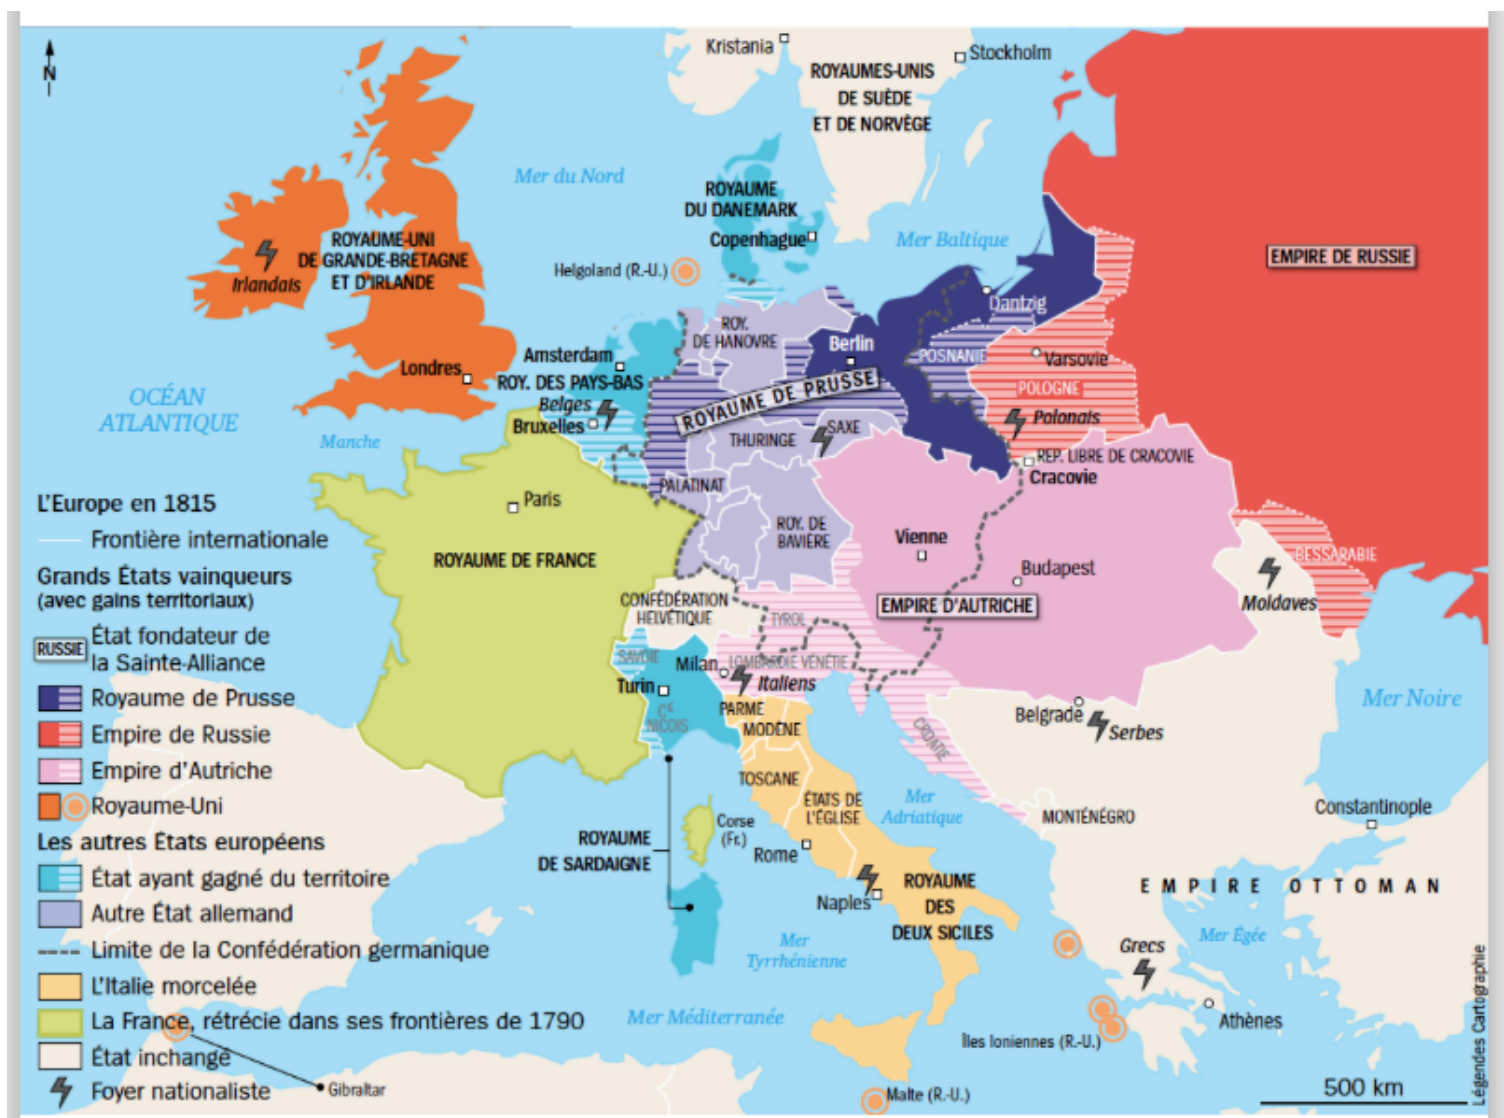 N
Kristania
Stockholm
ROYAUMES-UNIS
DE SUÈDE
ET DE NORVÈGE
Mer du Nord
ROYAUME
DU DANEMARK
Copenhague
Mer Baltique
EMPIRE DE RUSSIE
ROYAUME-UNI
DE GRANDE-BRETAGNE
ET D'IRLANDE
Irlandais
Helgoland (R.-U.)
Dantzig
ROY.
DE HANOVRE
Berlin
POSNANIE
Varsovie
Londres
Amsterdam
ROY. DES PAYS-BAS
Belges
Bruxelles
ROYAUME DE PRUSSE
POLOGNE
Polonais
OCÉAN
ATLANTIQUE
Manche
THURINGE
SAXE
REP. LIBRE DE CRACOVIE
Cracovie
PALATINAT
Paris
ROY. DE
BAVIÈRE
Vienne
ROYAUME DE FRANCE
Budapest
BESSARABIE
Moldaves
CONFÉDÉRATION
HELVÉTIQUE
EMPIRE D'AUTRICHE
TYROL
SAVOIE
Milan
LOMBARDIE VÉNÉTIE
Italiens
Turin
Cté
NICOIS
PARME
MODÈNE
CROATIE
Belgrade
Serbes
Mer Noire
TOSCANE
ÉTATS DE
L'ÉGLISE
Mer
Adriatique
MONTÉNÉGRO
Constantinople
ROYAUME
DE SARDAIGNE
Corse
(Fr.)
Rome
EMPIRE OTTOMAN
Naples
ROYAUME
DES
DEUX SICILES
Mer
Tyrrhénienne
Grecs
Mer Égée
Mer Méditerranée
Îles Ioniennes (R.-U.)
Athènes
Malte (R.-U.)
Gibraltar
500 km
Légendes Cartographie
L'Europe en 1815
Frontière internationale
Grands États vainqueurs
(avec gains territoriaux)
RUSSIE État fondateur de
la Sainte-Alliance
Royaume de Prusse
Empire de Russie
Empire d'Autriche
Royaume-Uni
Les autres États européens
État ayant gagné du territoire
Autre État allemand
Limite de la Confédération germanique
L'Italie morcelée
La France, rétrécie dans ses frontières de 1790
État inchangé
Foyer nationaliste